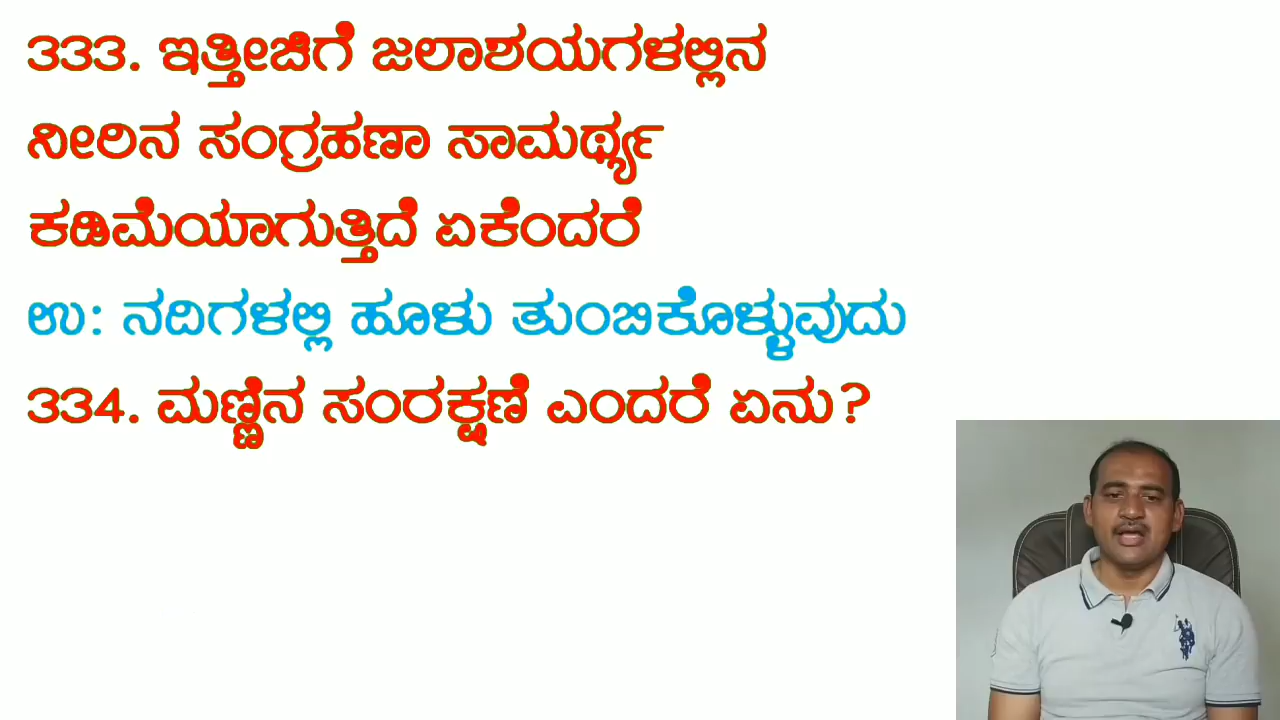 333. ಇತ್ತೀಚಿಗೆ ಜಲಾಶಯಗಳಲ್ಲಿನ
ನೀರಿನ ಸಂಗ್ರಹಣಾ ಸಾಮರ್ಥ್ಯ
ಕಡಿಮೆಯಾಗುತ್ತಿದೆ ಏಕೆಂದರೆ
ಉ: ನದಿಗಳಲ್ಲಿ ಹೂಳು ತುಂಬಿಕೊಳ್ಳುವುದು
334. ಮಣ್ಣಿನ ಸಂರಕ್ಷಣೆ ಎಂದರೆ ಏನು?